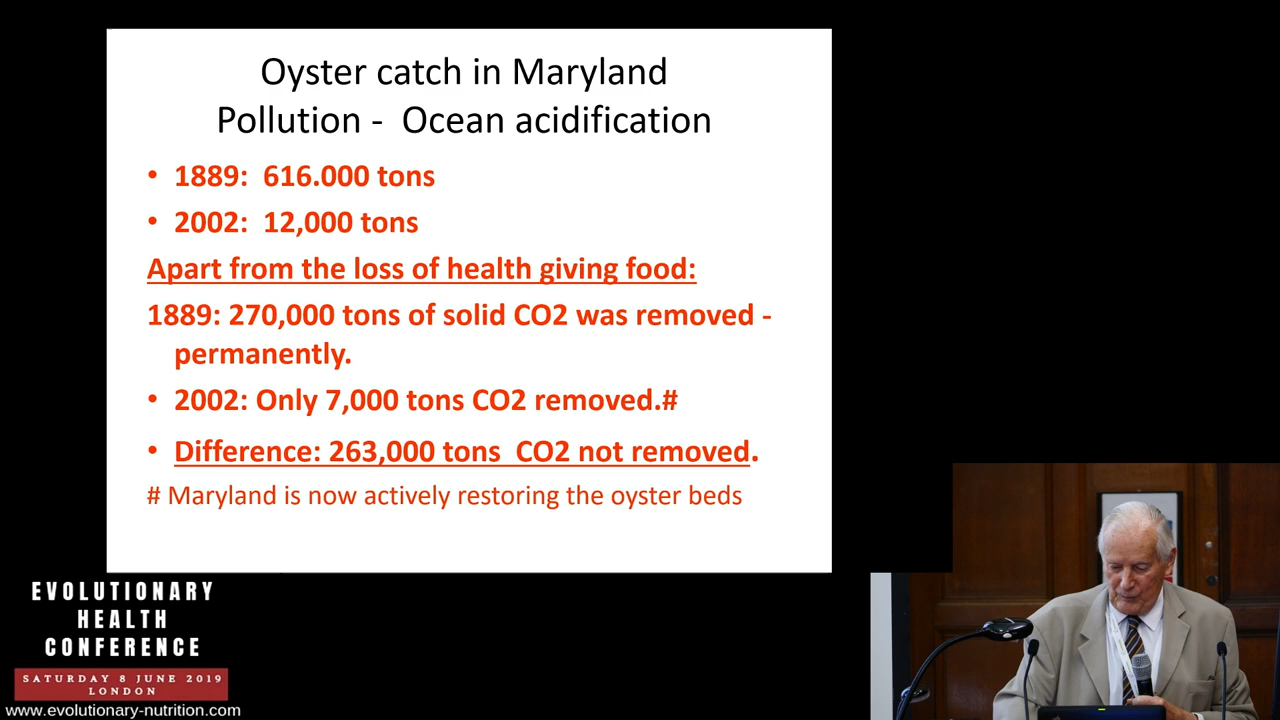 Oyster catch in Maryland
Pollution - Ocean acidification
• 1889: 616.000 tons
• 2002: 12,000 tons
Apart from the loss of health giving food:
1889: 270,000 tons of solid CO2 was removed -
permanently.
• 2002: Only 7,000 tons CO2 removed.#
• Difference: 263,000 tons CO2 not removed.
# Maryland is now actively restoring the oyster beds
EVOLUTIONARY
HEALTH
CONFERENCE
SATURDAY 8 JUNE 2019
LONDON
www.evolutionary-nutrition.com